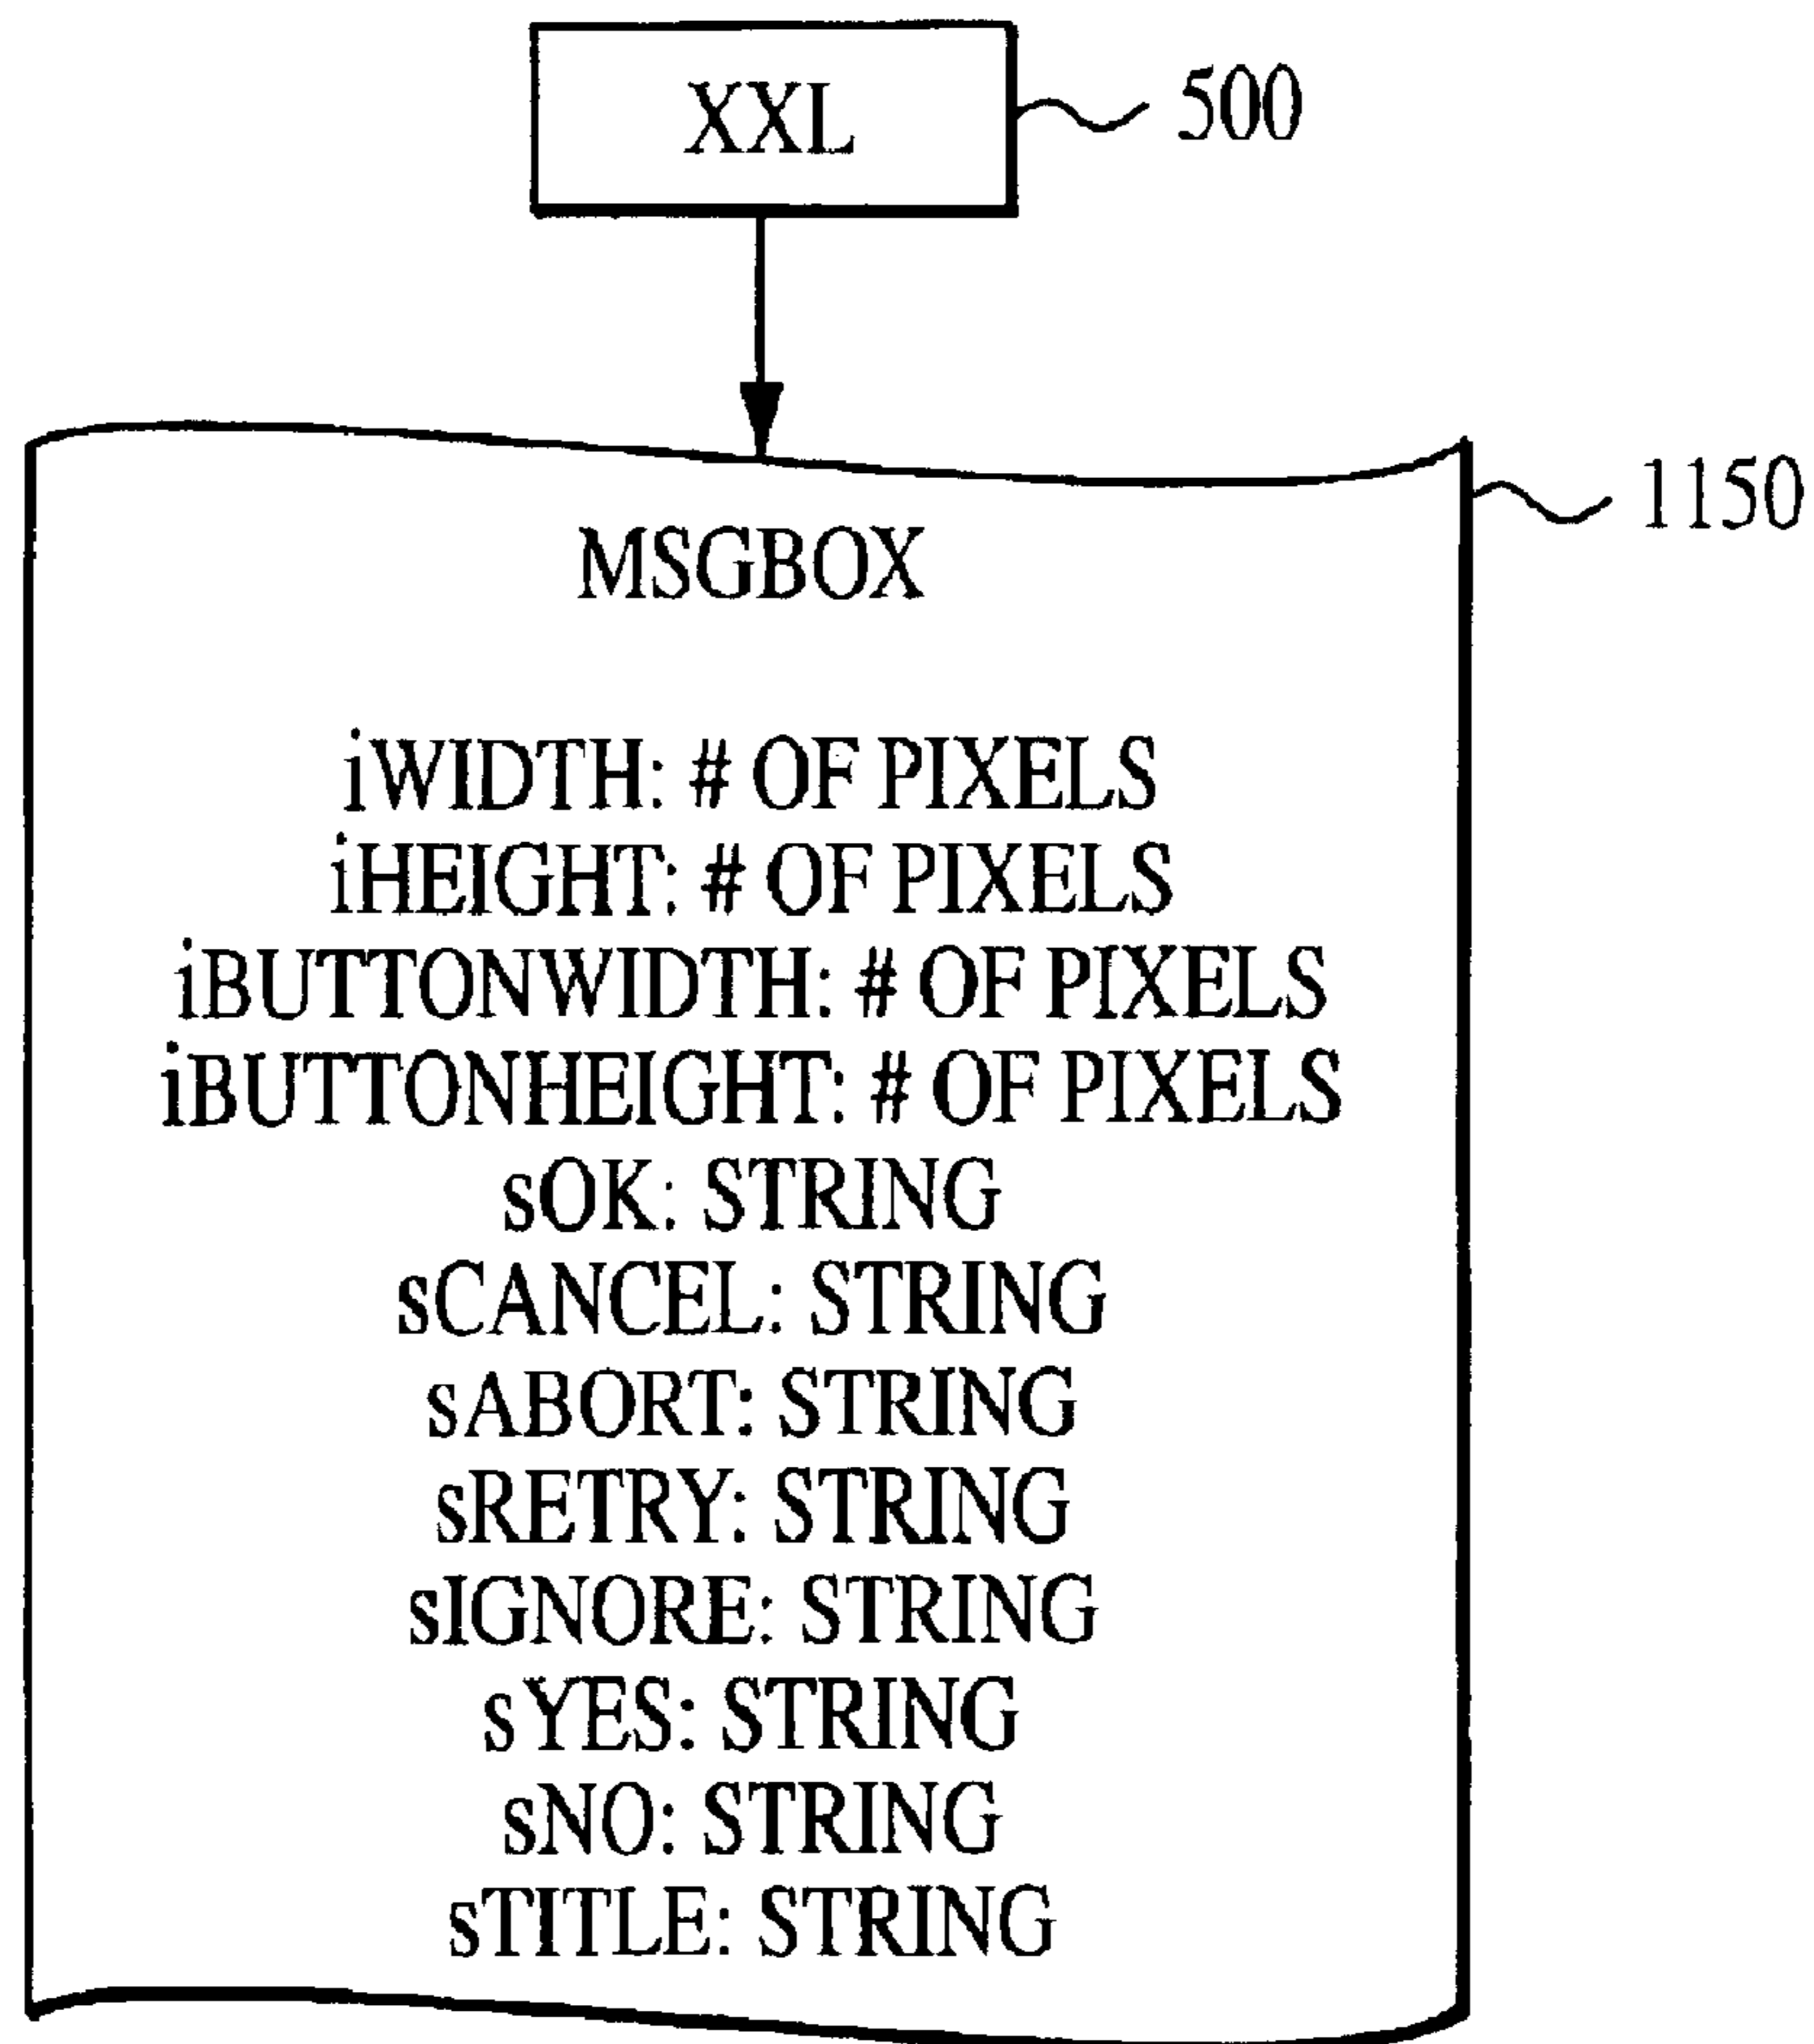 XXL
500
1150
MSGBOX
iWIDTH: # OF PIXELS
iHEIGHT: # OF PIXELS
iBUTTONWIDTH: # OF PIXELS
iBUTTONHEIGHT: # OF PIXELS
sOK: STRING
sCANCEL: STRING
sABORT: STRING
sRETRY: STRING
sIGNORE: STRING
sYES: STRING
sNO: STRING
sTITLE: STRING